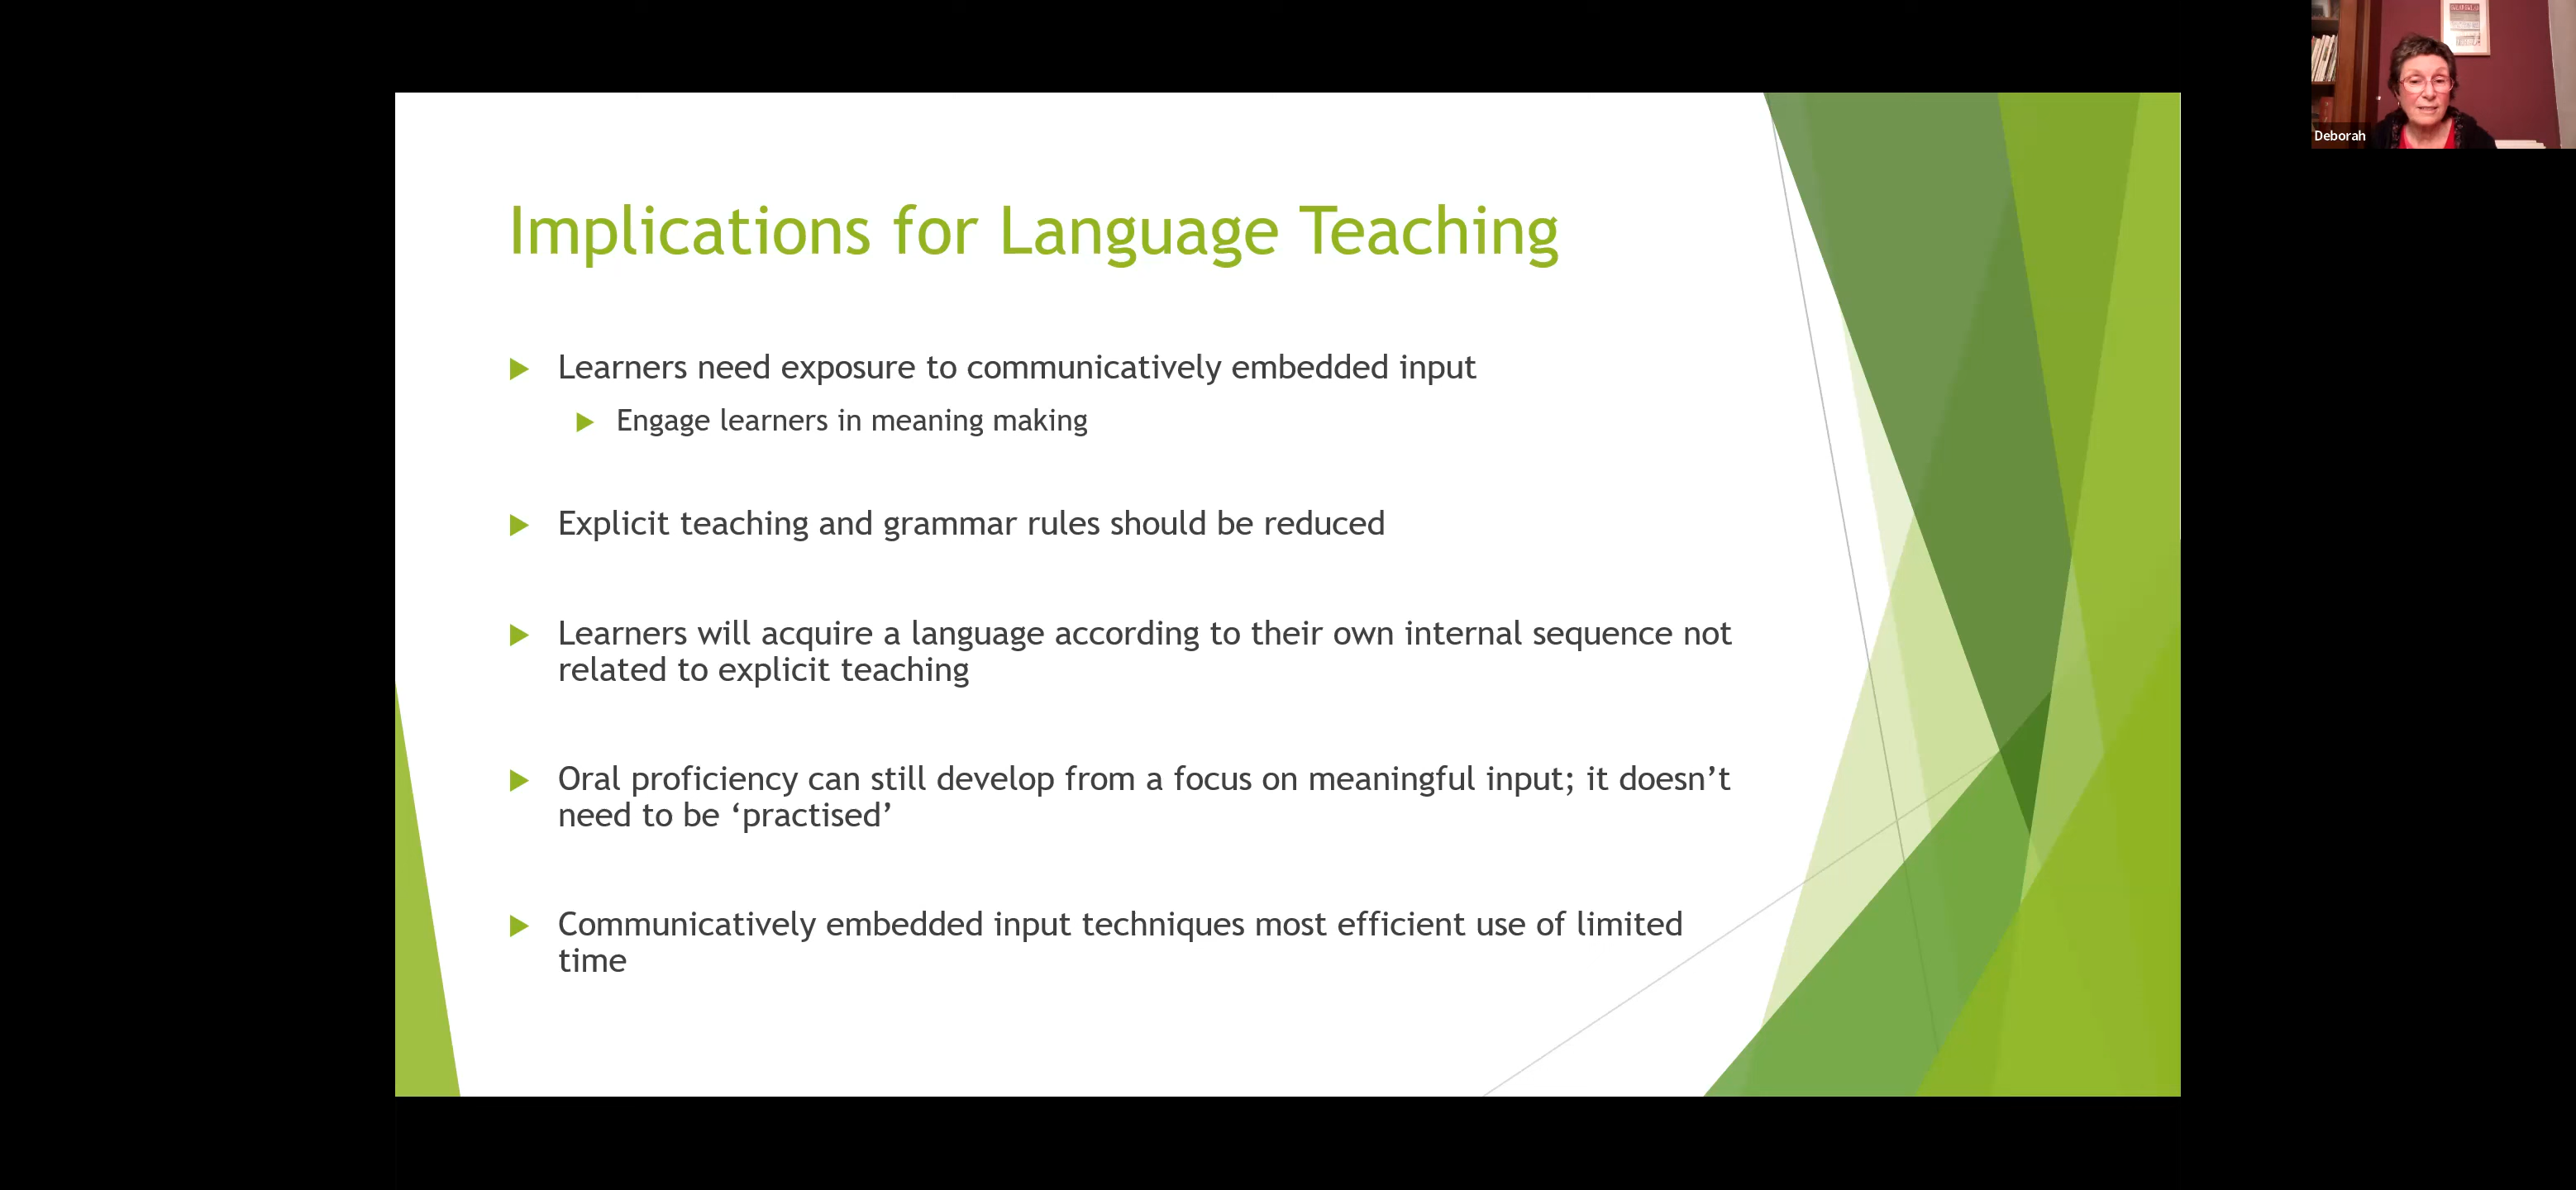 Implications for Language Teaching
Learners need exposure to communicatively embedded input
Engage learners in meaning making
Explicit teaching and grammar rules should be reduced
Learners will acquire a language according to their own internal sequence not
related to explicit teaching
Oral proficiency can still develop from a focus on meaningful input; it doesn’t
need to be ‘practised’
Communicatively embedded input techniques most efficient use of limited
time
Deborah